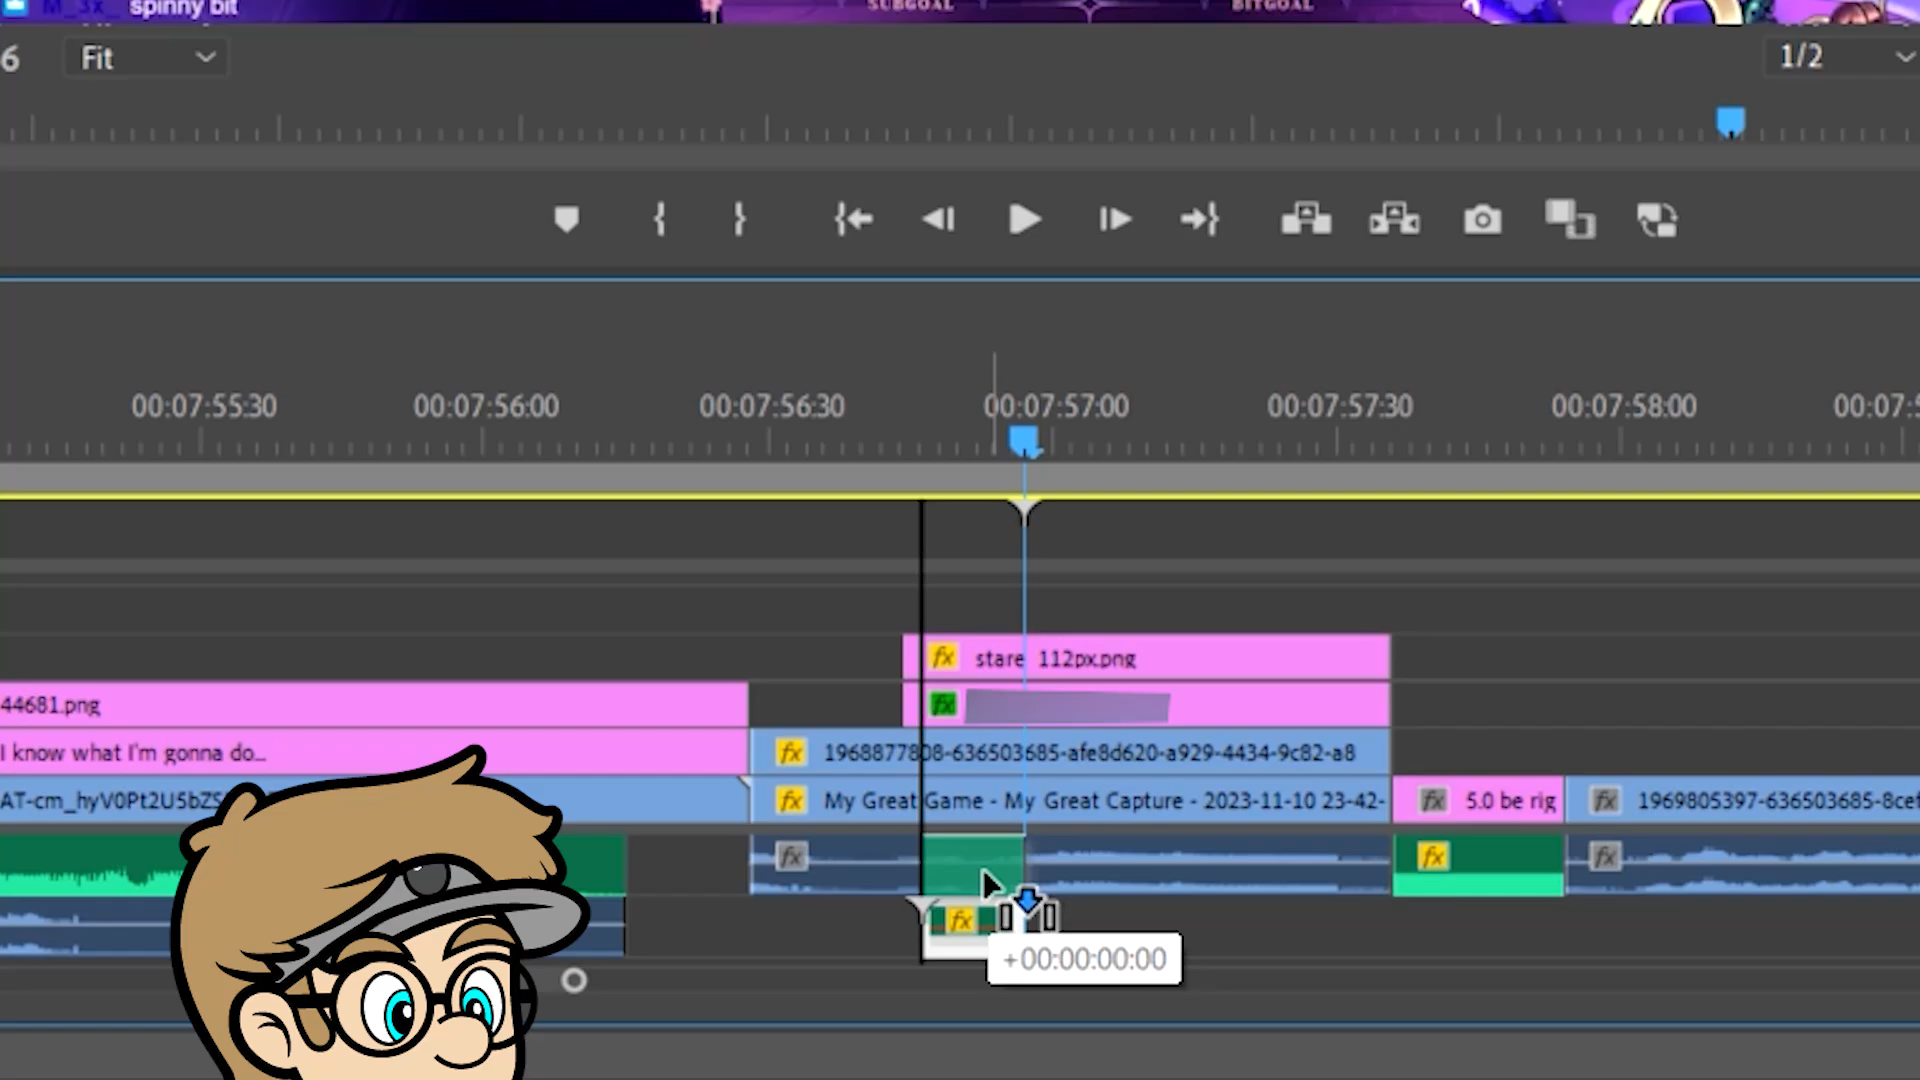 M_3x_ spinny bit
SUBGOAL BITGOAL
6 Fit 1/2
00:07:55:30 00:07:56:00 00:07:56:30 00:07:57:00 00:07:57:30 00:07:58:00 00:07:5
fx stare_112px.png
44681.png fx
I know what I'm gonna do... fx 1968877808-636503685-afe8d620-a929-4434-9c82-a8
AT-cm_hyV0Pt2U5bZS fx My Great Game - My Great Capture - 2023-11-10 23-42- fx 5.0 be rig fx 1969805397-636503685-8cef
fx fx fx
fx
+00:00:00:00